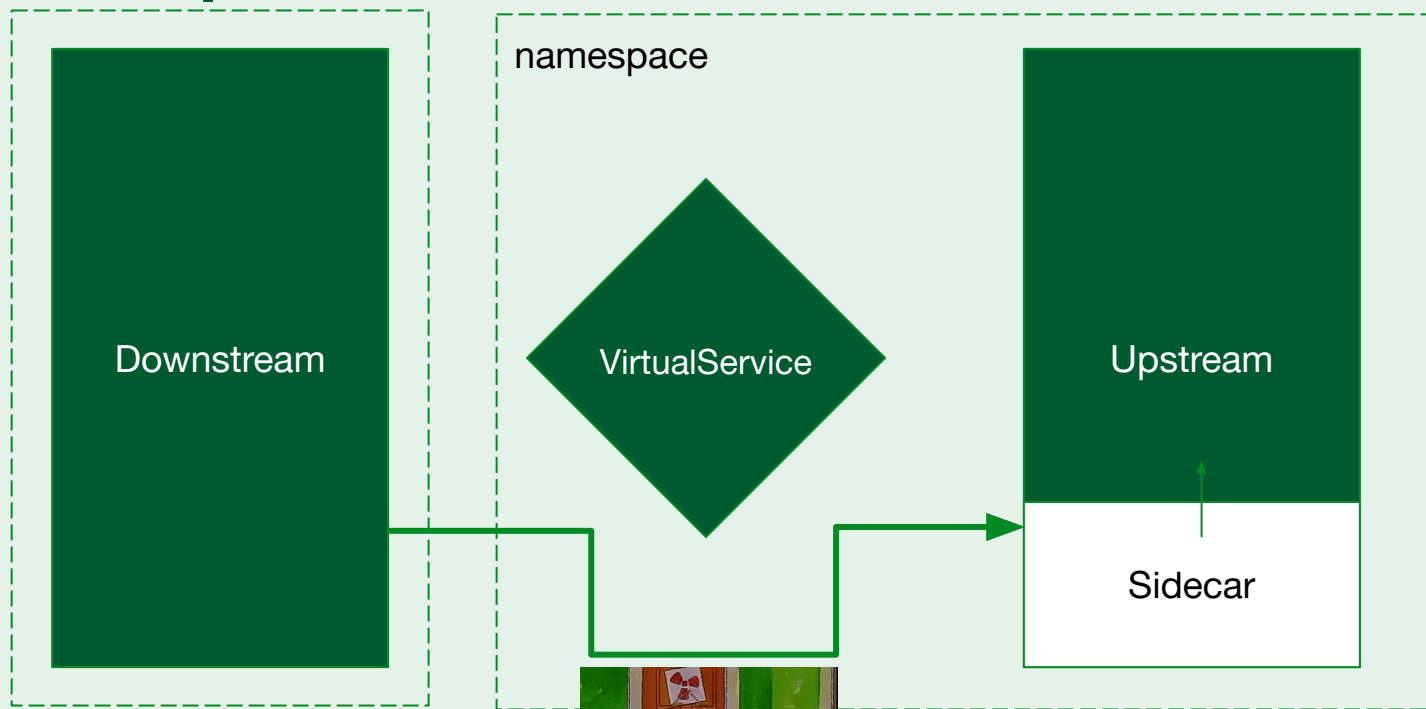 namespace
Downstream
VirtualService
Upstream
Sidecar